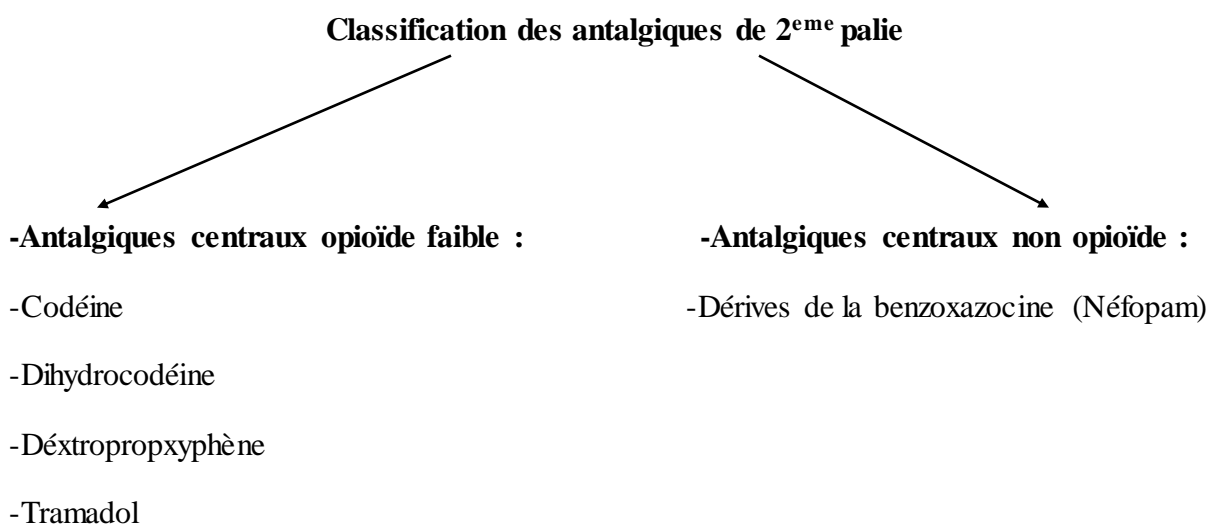 Classification des antalgiques de 2eme palie
-Antalgiques centraux opioïde faible :
-Antalgiques centraux non opioïde :
-Codéine
-Dérives de la benzoxazocine (Néfopam)
-Dihydrocodéine
-Déxtropropxyphène
-Tramadol